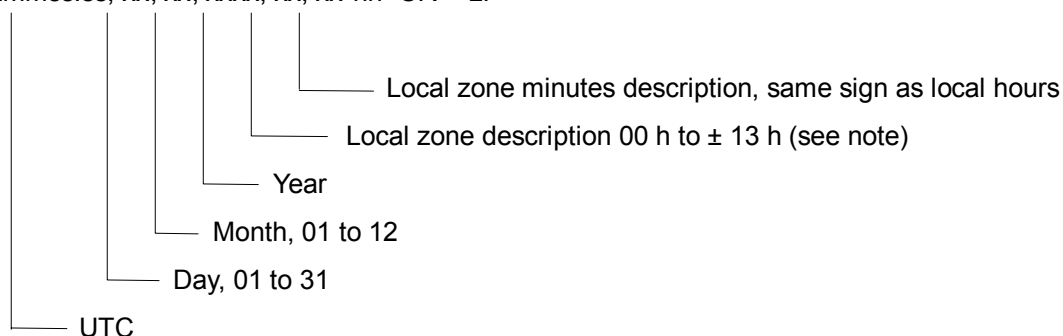 Local zone minutes description, same sign as local hours
Local zone description 00 h to ± 13 h (see note)
Year
Month, 01 to 12
Day, 01 to 31
UTC